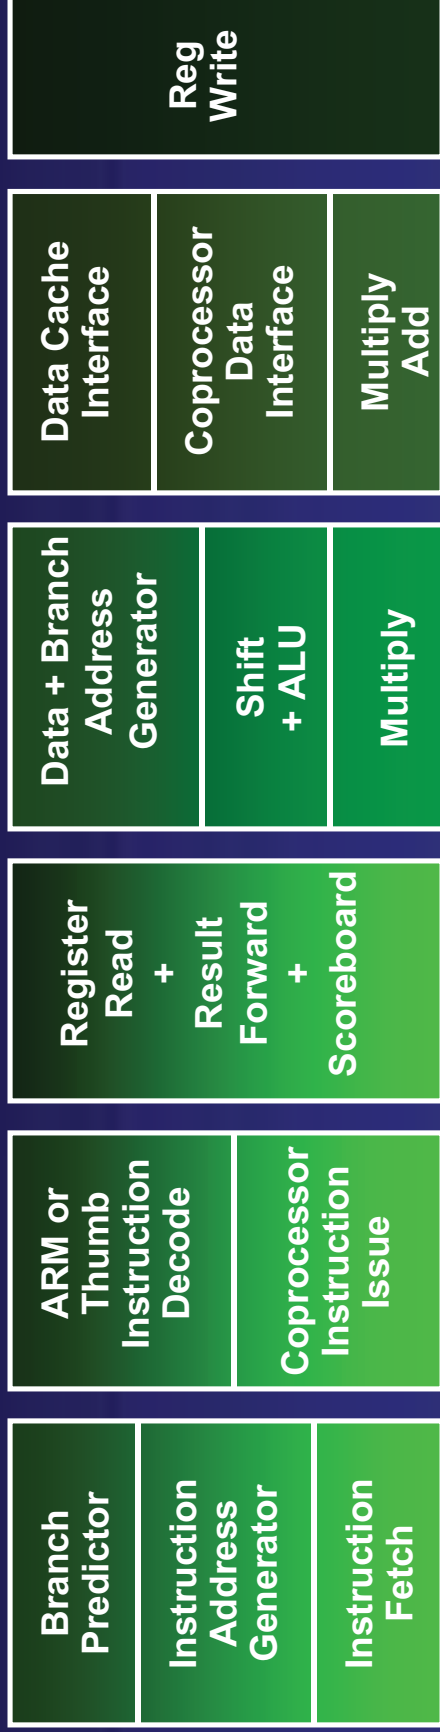 Branch
Predictor
Instruction
Address
Generator
Instruction
Fetch
ARM or
Thumb
Instruction
Decode
Coprocessor
Instruction
Issue
Register
Read
+
Result
Forward
+
Scoreboard
Data + Branch
Address
Generator
Shift
+ ALU
Multiply
Data Cache
Interface
Coprocessor
Data
Interface
Multiply
Add
Reg
Write